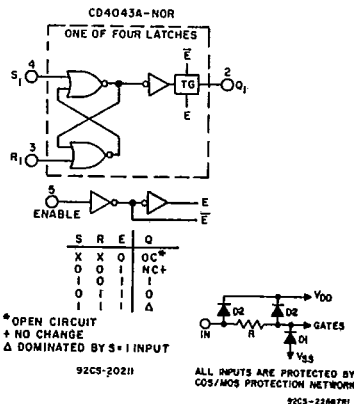 CD4043A-NOR
ONE OF FOUR LATCHES
4
S1
E
2
TG
Q1
E
3
R1
5
ENABLE
E
E
S R E Q
X X 0 OC*
0 0 1 NC+
1 0 1 1
0 1 1 0
1 1 1 Δ
*OPEN CIRCUIT
+ NO CHANGE
Δ DOMINATED BY S=1 INPUT
92CS-20211
VDD
D2 D2
IN
R
GATES
D1
VSS
ALL INPUTS ARE PROTECTED BY
COS/MOS PROTECTION NETWORK